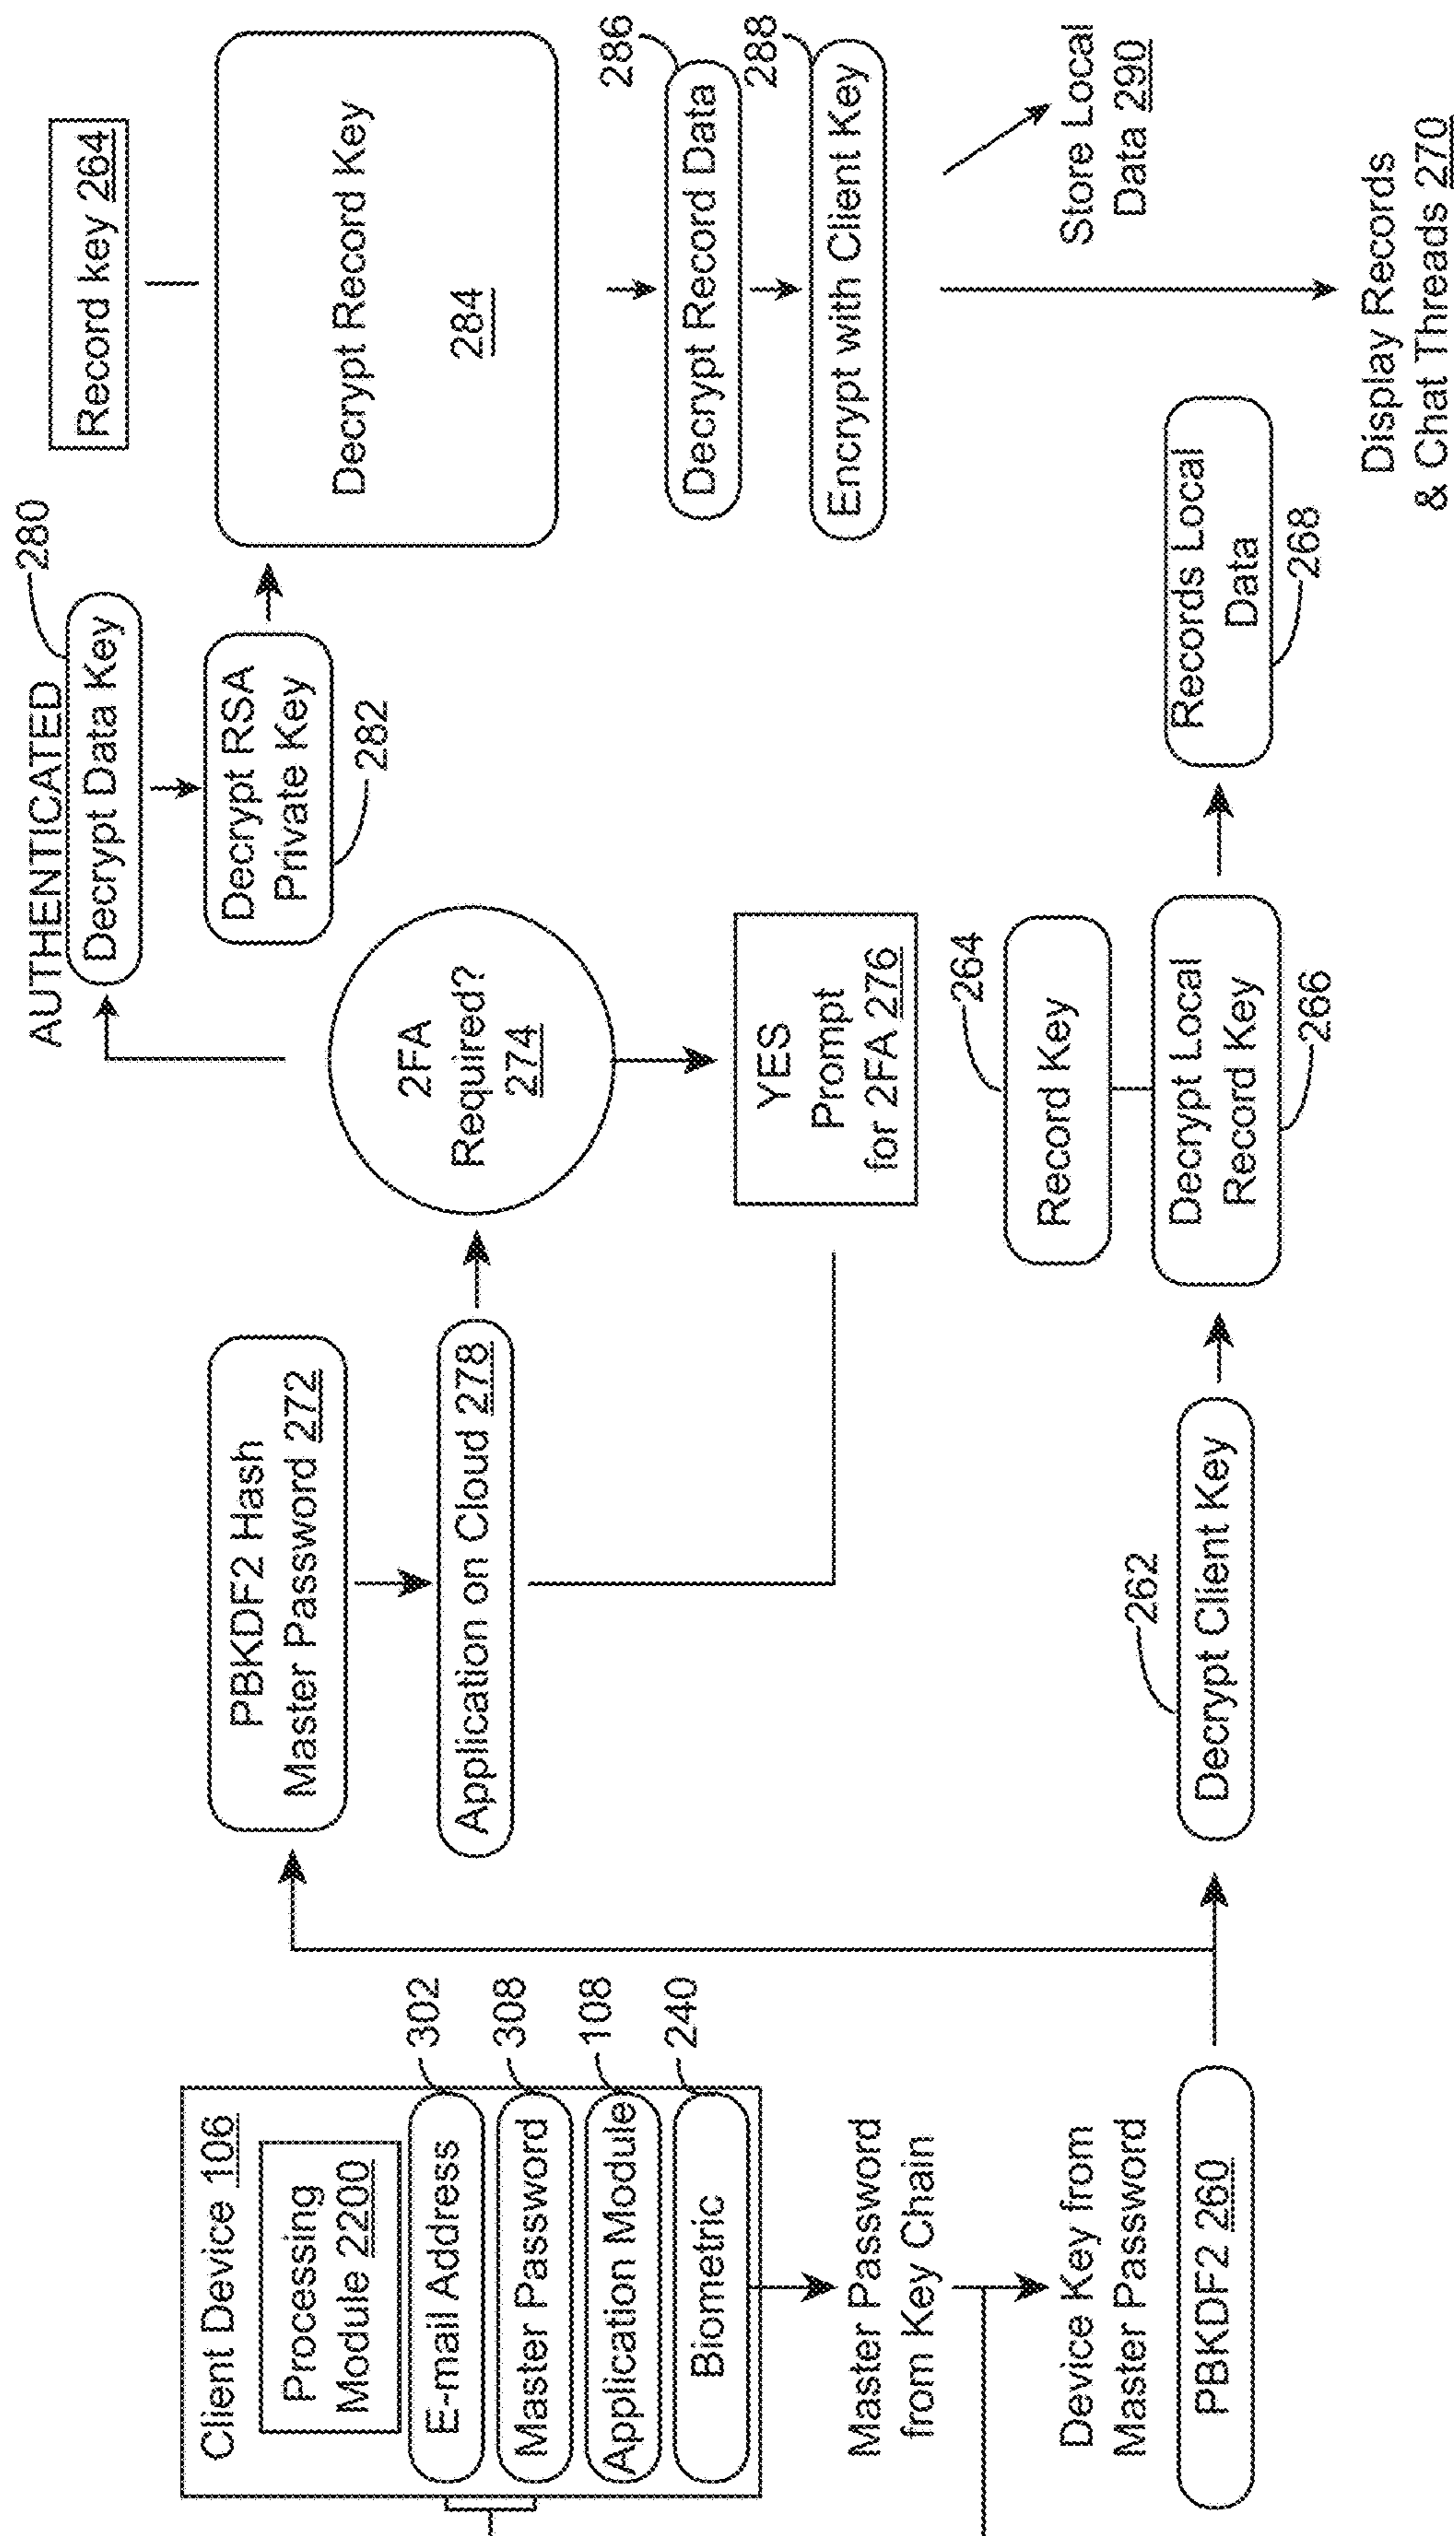 Client Device 106
Processing
Module 2200
E-mail Address
302
Master Password
308
Application Module
108
Biometric
240
Master Password
from Key Chain
Device Key from
Master Password
PBKDF2 260
PBKDF2 Hash
Master Password 272
Application on Cloud 278
262
Decrypt Client Key
2FA
Required?
274
YES
Prompt
for 2FA 276
264
Record Key
Decrypt Local
Record Key
266
AUTHENTICATED
280
Decrypt Data Key
Decrypt RSA
Private Key
282
Records Local
Data
268
Record key 264
Decrypt Record Key
284
286
Decrypt Record Data
288
Encrypt with Client Key
Store Local
Data 290
Display Records
& Chat Threads 270